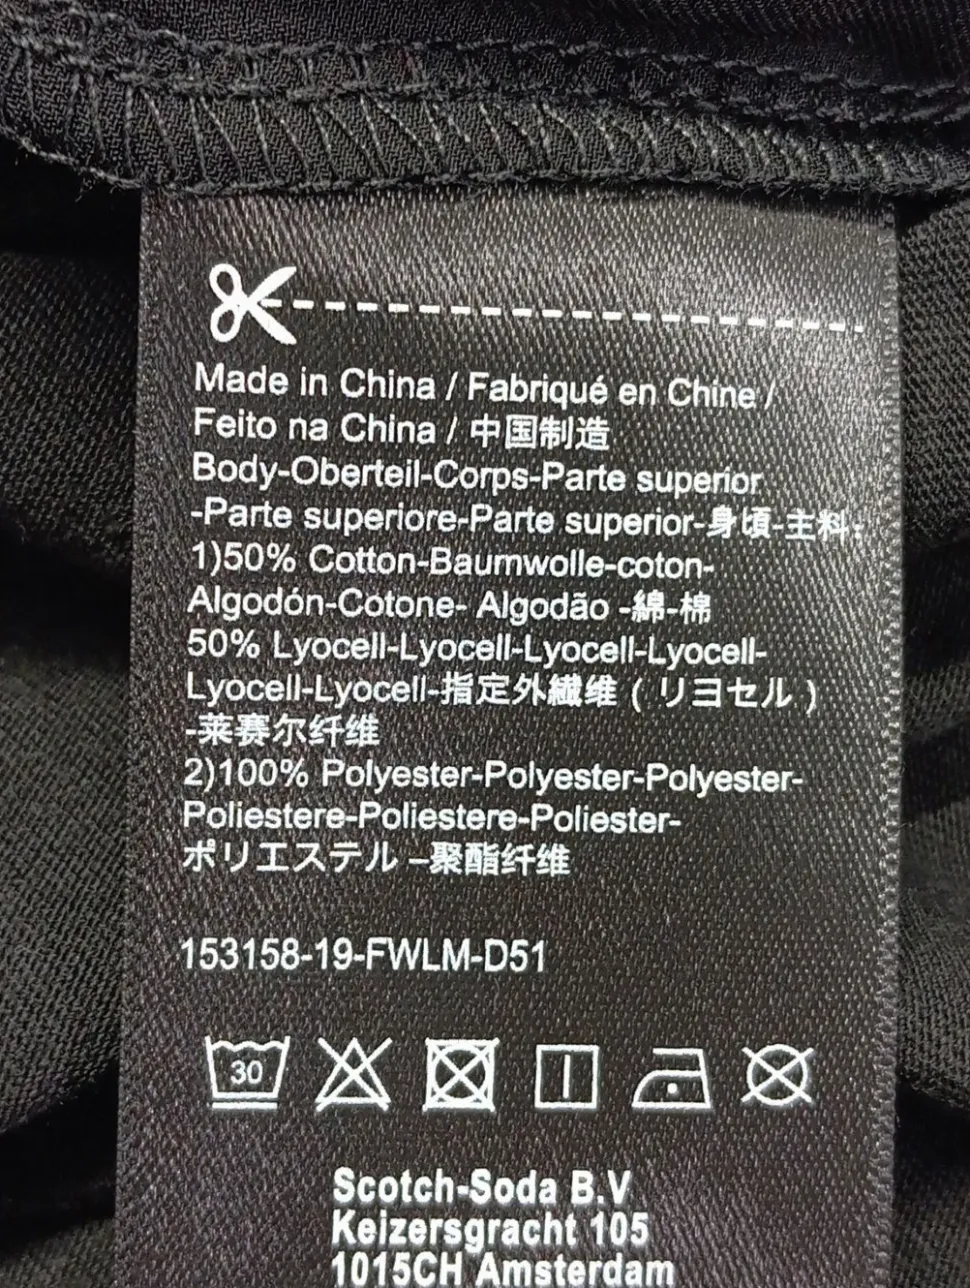 Made in China / Fabriqué en Chine /
Feito na China / 中国制造
Body-Oberteil-Corps-Parte superior
-Parte superiore-Parte superior-身頃-主料:
1)50% Cotton-Baumwolle-coton-
Algodón-Cotone- Algodão -綿-棉
50% Lyocell-Lyocell-Lyocell-Lyocell-
Lyocell-Lyocell-指定外繊维 ( リヨセル )
-莱赛尔纤维
2)100% Polyester-Polyester-Polyester-
Poliestere-Poliestere-Poliester-
ポリエステル –聚酯纤维
153158-19-FWLM-D51
30
Scotch-Soda B.V
Keizersgracht 105
1015CH Amsterdam